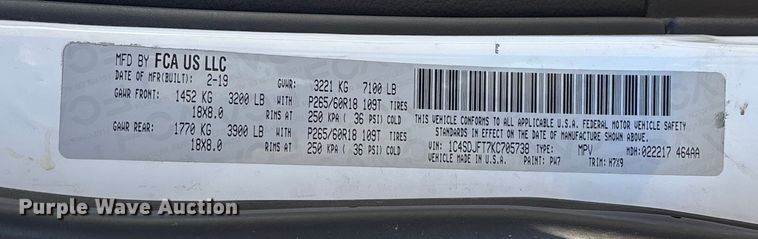 MFD BY FCA US LLC
DATE OF MFR(BUILT): 2-19 GVWR: 3221 KG 7100 LB
GAWR FRONT: 1452 KG 3200 LB WITH P265/60R18 109T TIRES
18X8.0 RIMS AT 250 KPA ( 36 PSI) COLD
GAWR REAR: 1770 KG 3900 LB WITH P265/60R18 109T TIRES
18X8.0 RIMS AT 250 KPA ( 36 PSI) COLD
THIS VEHICLE CONFORMS TO ALL APPLICABLE U.S.A. FEDERAL MOTOR VEHICLE SAFETY
STANDARDS IN EFFECT ON THE DATE OF MANUFACTURE SHOWN ABOVE.
VIN: 1C4SDJFT7KC705738 TYPE: MPV MDH: 022217 464AA
PAINT: PW7 TRIM: H7X9
Purple Wave Auction